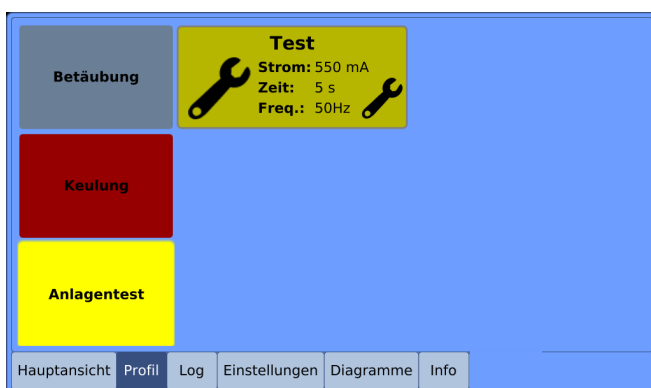 Betäubung
Test
Strom: 550 mA
Zeit: 5 s
Freq.: 50Hz
Keulung
Anlagentest
Hauptansicht Profil Log Einstellungen Diagramme Info